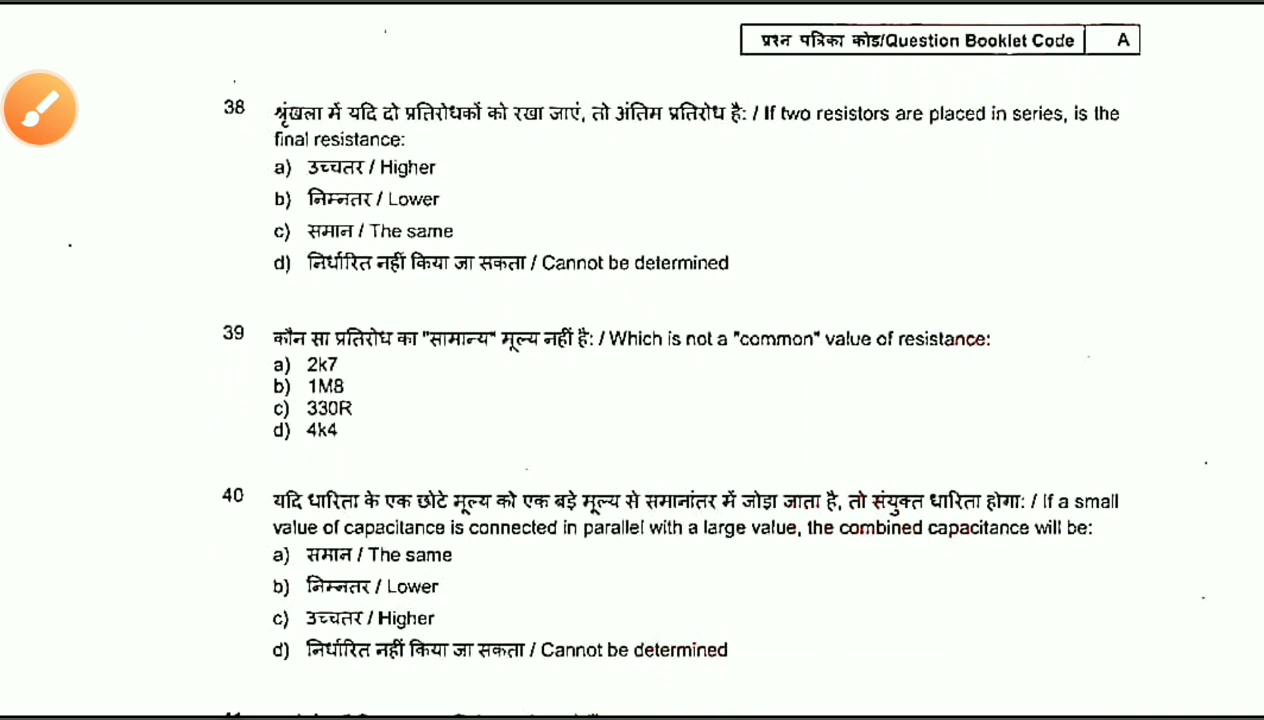 प्रश्न पत्रिका कोड/Question Booklet Code A
38 श्रृंखला में यदि दो प्रतिरोधकों को रखा जाएं, तो अंतिम प्रतिरोध है: / If two resistors are placed in series, is the
final resistance:
a) उच्चतर / Higher
b) निम्नतर / Lower
c) समान / The same
d) निर्धारित नहीं किया जा सकता / Cannot be determined
39 कौन सा प्रतिरोध का "सामान्य" मूल्य नहीं है: / Which is not a "common" value of resistance:
a) 2k7
b) 1M8
c) 330R
d) 4k4
40 यदि धारिता के एक छोटे मूल्य को एक बड़े मूल्य से समानांतर में जोड़ा जाता है, तो संयुक्त धारिता होगा: / If a small
value of capacitance is connected in parallel with a large value, the combined capacitance will be:
a) समान / The same
b) निम्नतर / Lower
c) उच्चतर / Higher
d) निर्धारित नहीं किया जा सकता / Cannot be determined